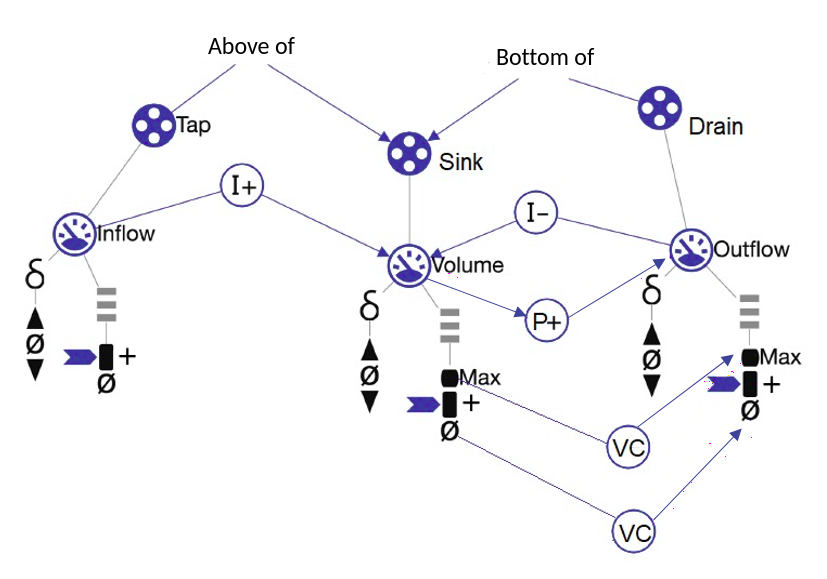 Above of
Bottom of
Tap
Drain
Sink
I+
I-
Inflow
Outflow
Volume
δ
δ
δ
P+
Ø
+
Ø
Ø
Max
+
Ø
Ø
Max
+
Ø
VC
VC